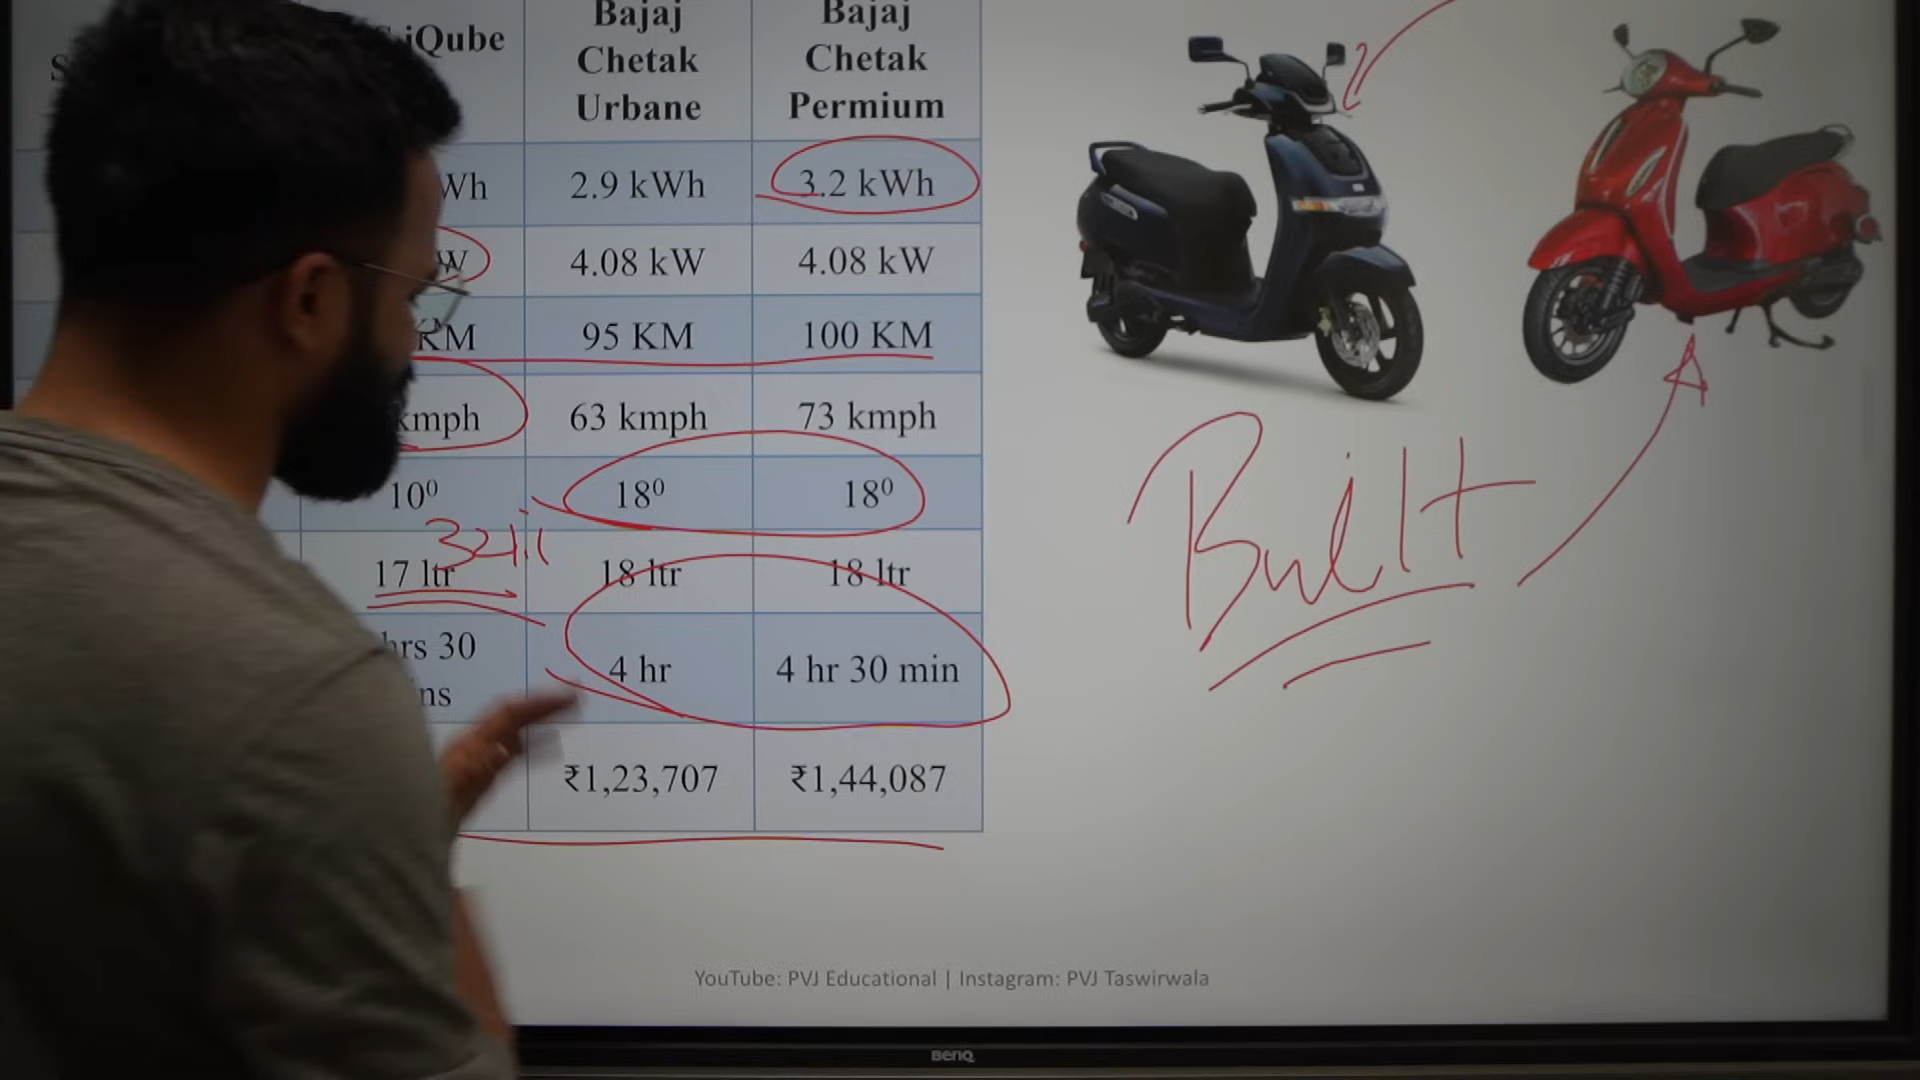 iQube
Bajaj
Chetak
Urbane
Bajaj
Chetak
Permium
Wh
2.9 kWh
3.2 kWh
W
4.08 kW
4.08 kW
KM
95 KM
100 KM
kmph
63 kmph
73 kmph
10⁰
18⁰
18⁰
17 ltr
18 ltr
18 ltr
hrs 30
ns
4 hr
4 hr 30 min
₹1,23,707
₹1,44,087
Built
YouTube: PVJ Educational | Instagram: PVJ Taswirwala
BenQ